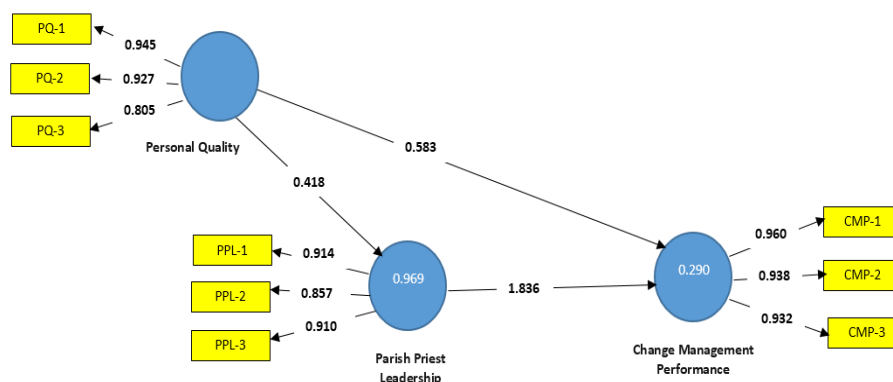 PQ-1
0.945
PQ-2
0.927
0.805
PQ-3
Personal Quality
0.583
0.418
PPL-1
0.914
PPL-2
0.857
PPL-3
0.910
0.969
Parish Priest
Leadership
1.836
0.290
Change Management
Performance
0.960
CMP-1
0.938
CMP-2
0.932
CMP-3